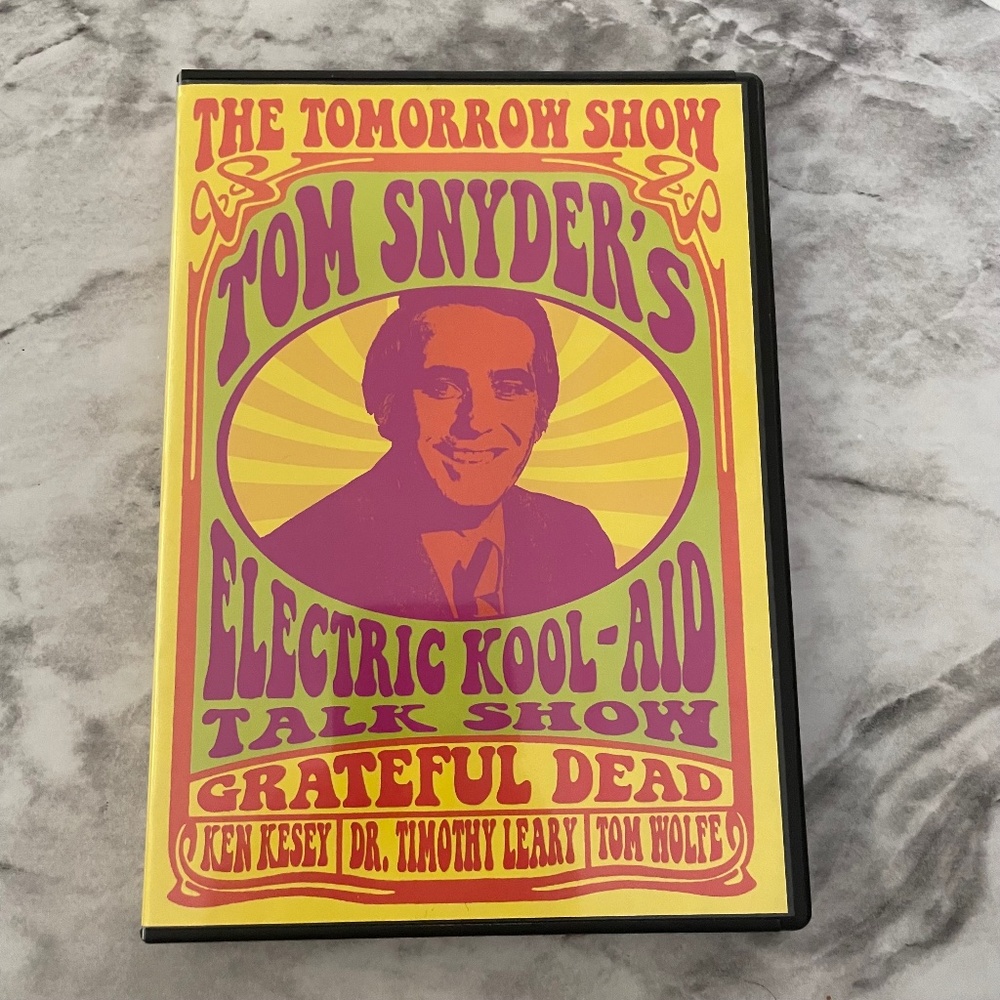 THE TOMORROW SHOW
TOM SNYDER'S
ELECTRIC KOOL-AID
TALK SHOW
GRATEFUL DEAD
KEN KESEY DR. TIMOTHY LEARY TOM WOLFE